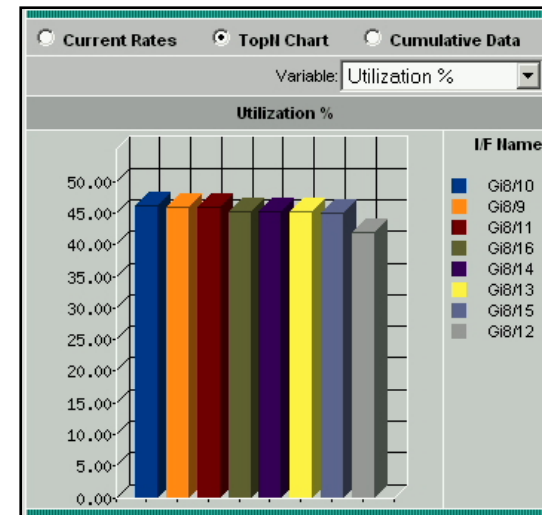 Current Rates TopN Chart Cumulative Data
Variable: Utilization %
Utilization %
I/F Name
50.00
45.00
40.00
35.00
30.00
25.00
20.00
15.00
10.00
5.00
0.00
Gi8/10
Gi8/9
Gi8/11
Gi8/16
Gi8/14
Gi8/13
Gi8/15
Gi8/12